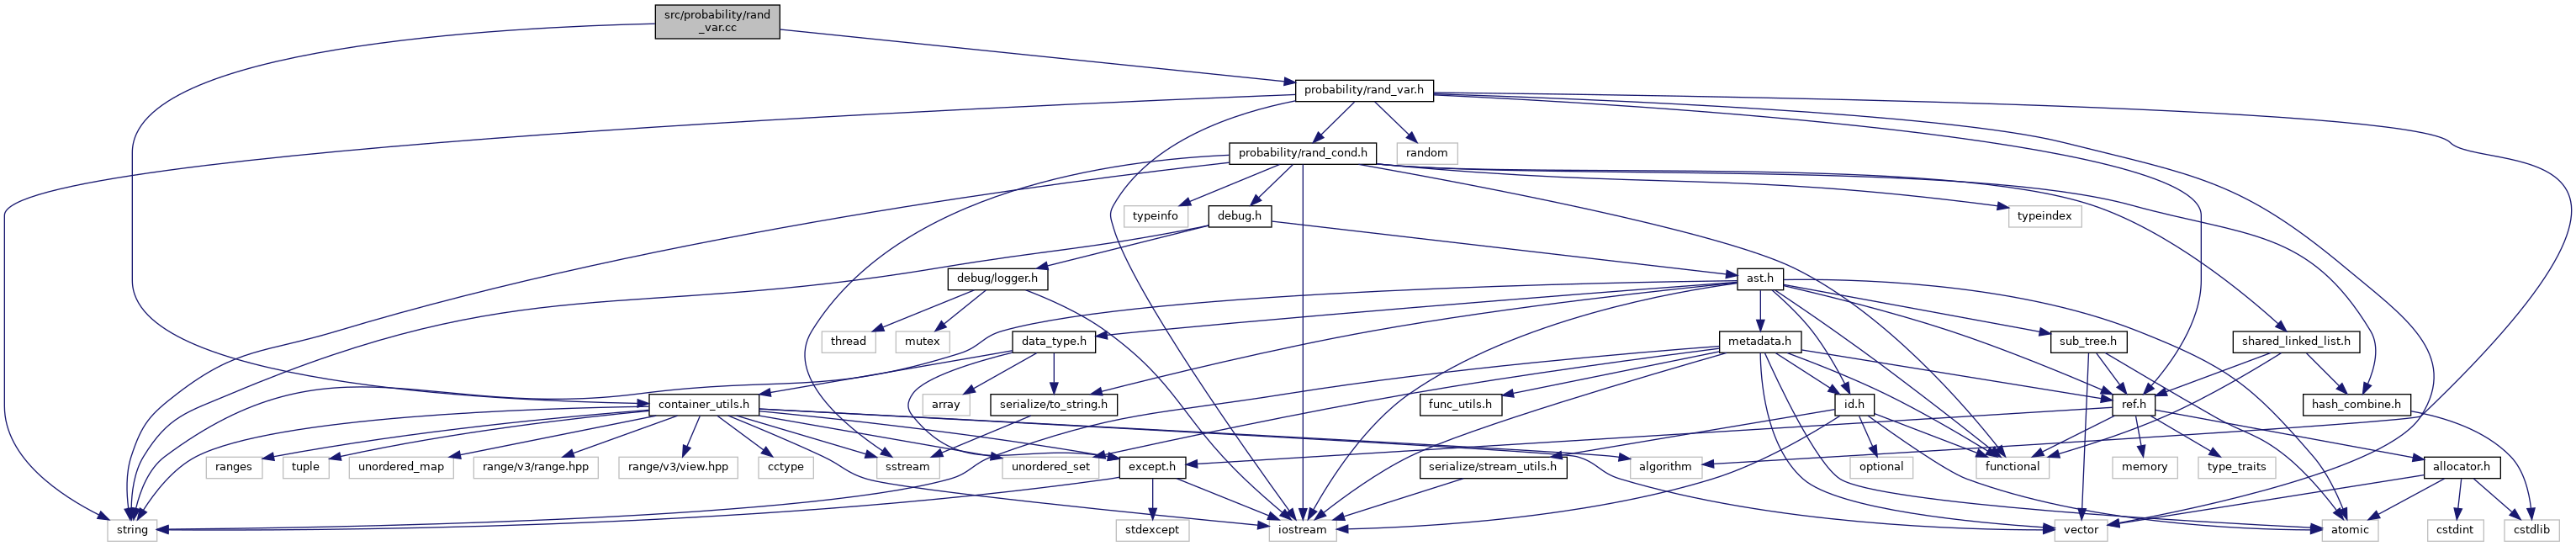 src/probability/rand
_var.cc
probability/rand_var.h
probability/rand_cond.h
random
typeinfo
debug.h
typeindex
debug/logger.h
ast.h
thread
mutex
data_type.h
metadata.h
sub_tree.h
shared_linked_list.h
container_utils.h
array
serialize/to_string.h
func_utils.h
id.h
ref.h
hash_combine.h
ranges
tuple
unordered_map
range/v3/range.hpp
range/v3/view.hpp
cctype
sstream
unordered_set
except.h
algorithm
serialize/stream_utils.h
optional
functional
memory
type_traits
allocator.h
string
stdexcept
iostream
vector
atomic
cstdint
cstdlib